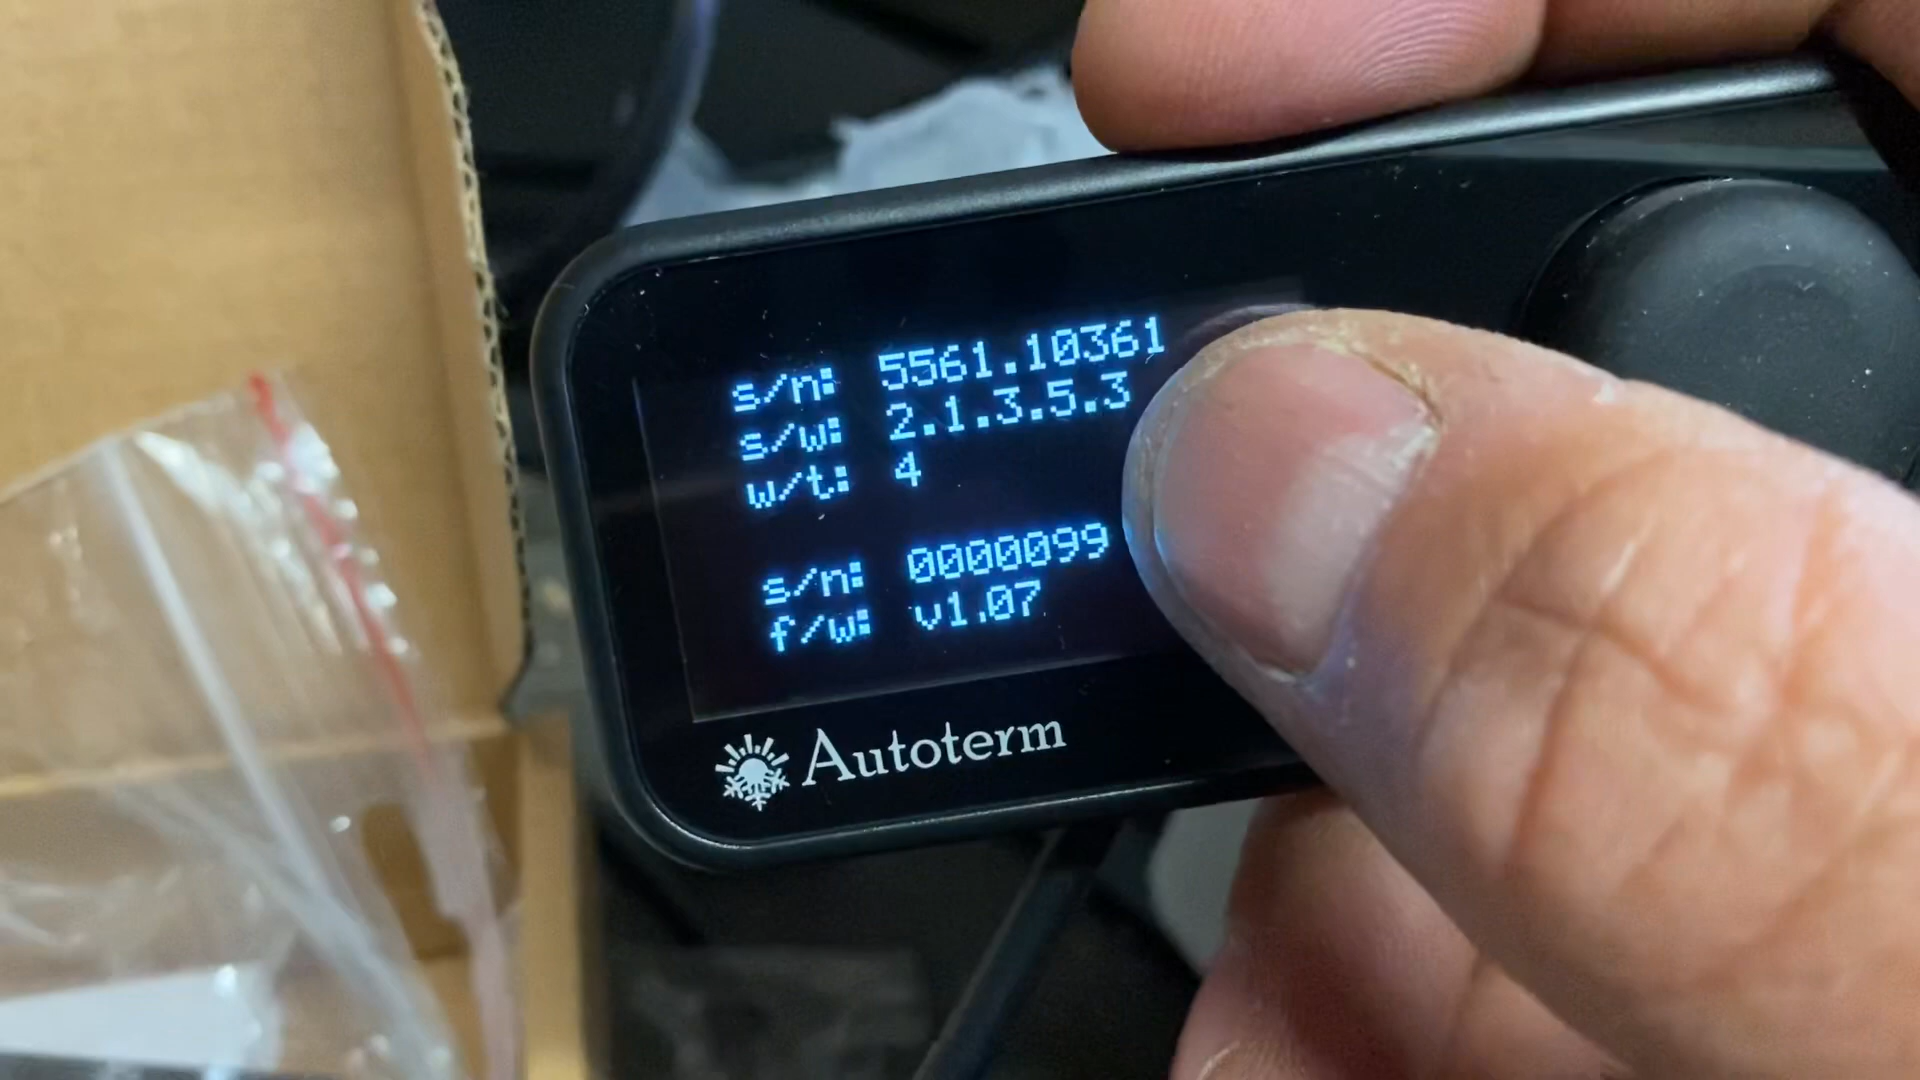 s/n: 5561.10361
s/w: 2.1.3.5.3
w/t: 4
s/n: 0000099
f/w: v1.07
Autoterm